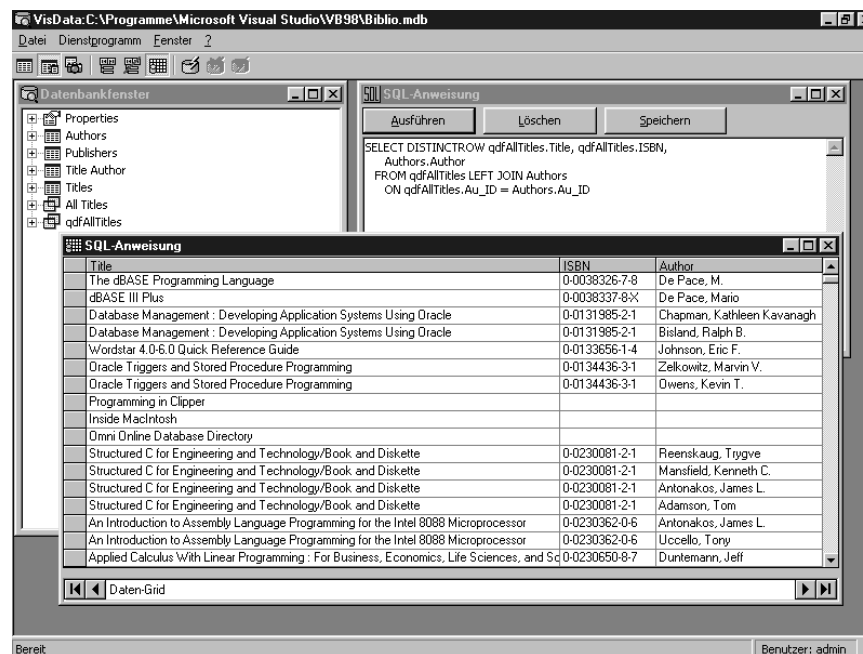 VisData:C:\Programme\Microsoft Visual Studio\VB98\Biblio.mdb
Datei Dienstprogramm Fenster ?
Datenbankfenster
Properties
Authors
Publishers
Title Author
Titles
All Titles
qdfAllTitles
SQL SQL-Anweisung
Ausführen Löschen Speichern
SELECT DISTINCTROW qdfAllTitles.Title, qdfAllTitles.ISBN,
Authors.Author
FROM qdfAllTitles LEFT JOIN Authors
ON qdfAllTitles.Au_ID = Authors.Au_ID
SQL-Anweisung
Title ISBN Author
The dBASE Programming Language 0-0038326-7-8 De Pace, M.
dBASE III Plus 0-0038337-8-X De Pace, Mario
Database Management : Developing Application Systems Using Oracle 0-0131985-2-1 Chapman, Kathleen Kavanagh
Database Management : Developing Application Systems Using Oracle 0-0131985-2-1 Bisland, Ralph B.
Wordstar 4.0-6.0 Quick Reference Guide 0-0133656-1-4 Johnson, Eric F.
Oracle Triggers and Stored Procedure Programming 0-0134436-3-1 Zelkowitz, Marvin V.
Oracle Triggers and Stored Procedure Programming 0-0134436-3-1 Owens, Kevin T.
Programming in Clipper
Inside MacIntosh
Omni Online Database Directory
Structured C for Engineering and Technology/Book and Diskette 0-0230081-2-1 Reenskaug, Trygve
Structured C for Engineering and Technology/Book and Diskette 0-0230081-2-1 Mansfield, Kenneth C.
Structured C for Engineering and Technology/Book and Diskette 0-0230081-2-1 Antonakos, James L.
Structured C for Engineering and Technology/Book and Diskette 0-0230081-2-1 Adamson, Tom
An Introduction to Assembly Language Programming for the Intel 8088 Microprocessor 0-0230362-0-6 Antonakos, James L.
An Introduction to Assembly Language Programming for the Intel 8088 Microprocessor 0-0230362-0-6 Uccello, Tony
Applied Calculus With Linear Programming : For Business, Economics, Life Sciences, and Sc 0-0230650-8-7 Duntemann, Jeff
Daten-Grid
Bereit Benutzer: admin